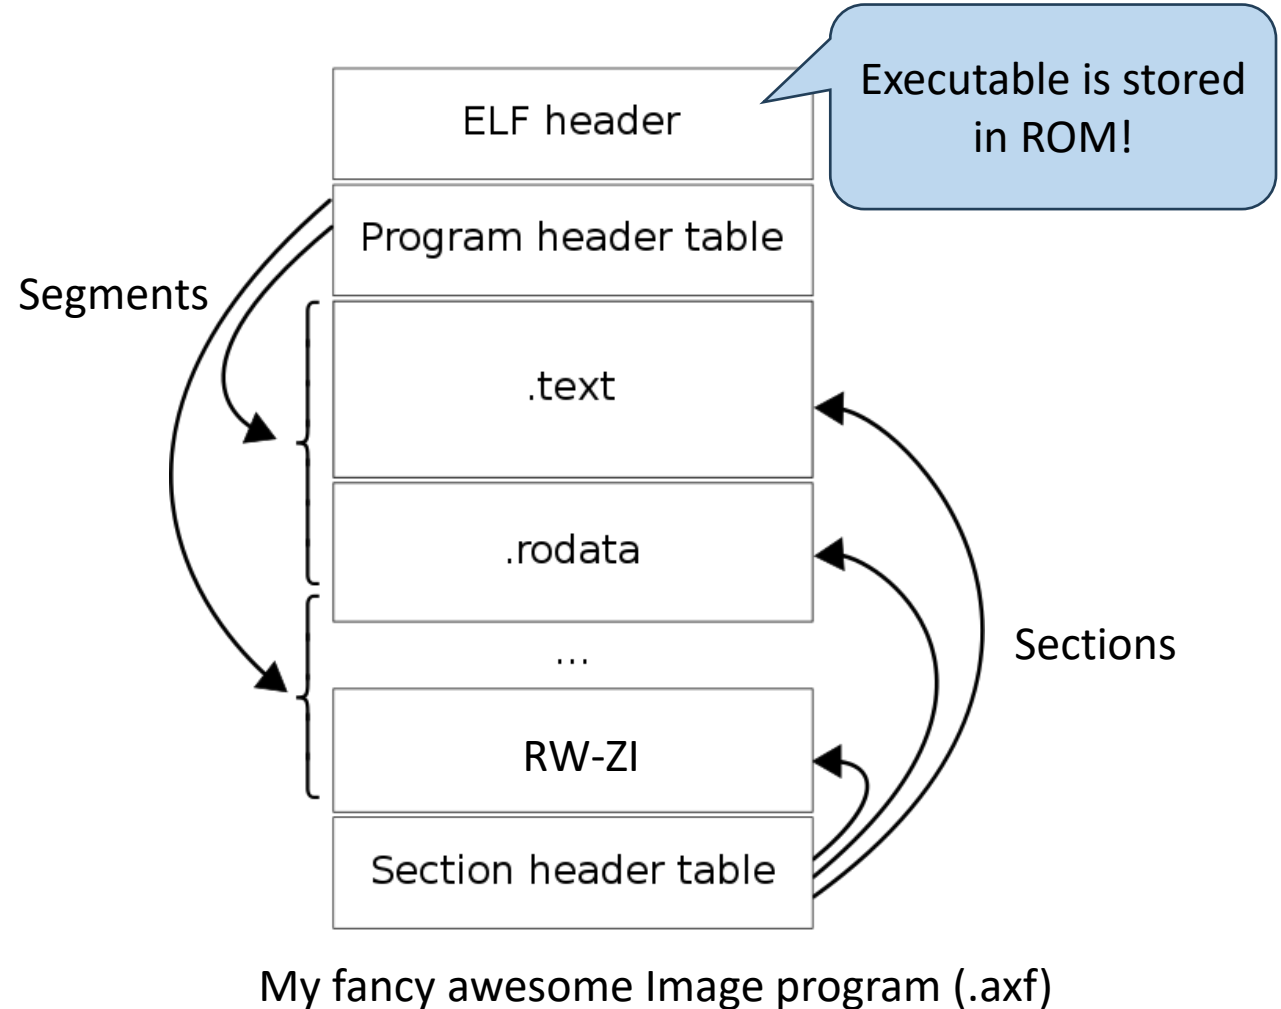 Executable is stored
in ROM!
ELF header
Program header table
Segments
.text
.rodata
Sections
...
RW-ZI
Section header table
My fancy awesome Image program (.axf)